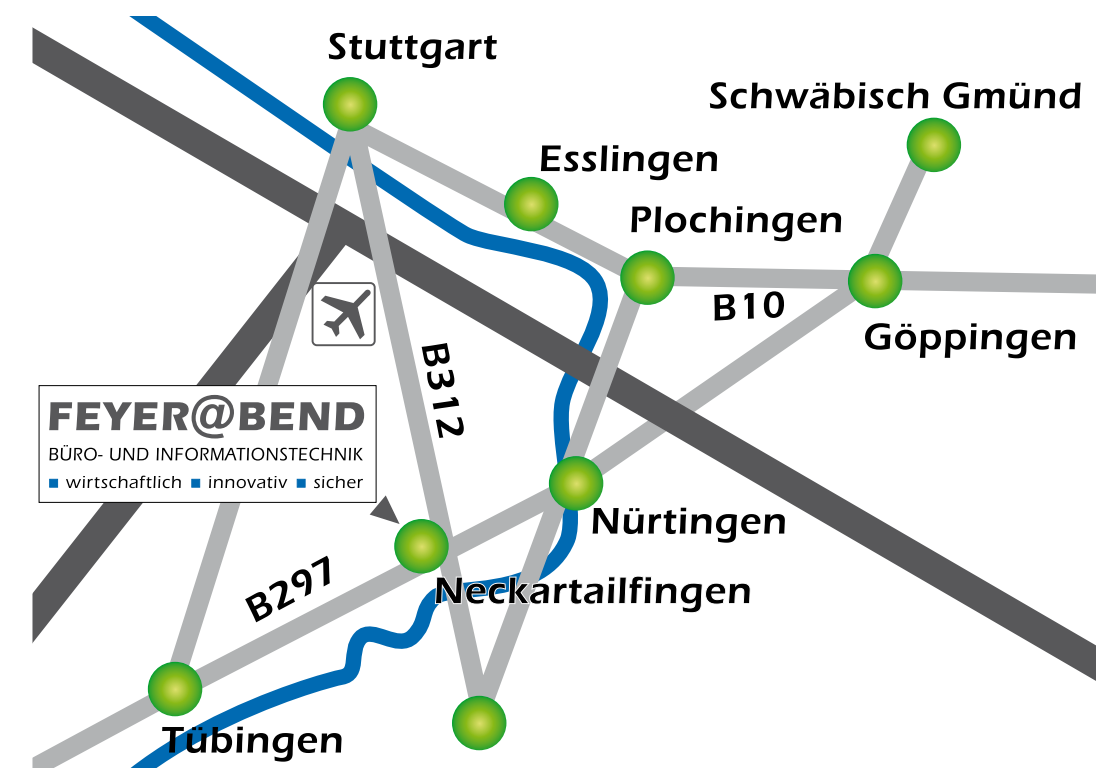 Stuttgart
Schwäbisch Gmünd
Esslingen
Plochingen
B10
Göppingen
B312
FEYER@BEND
BÜRO- UND INFORMATIONSTECHNIK
■ wirtschaftlich ■ innovativ ■ sicher
Nürtingen
B297
Neckartailfingen
Tübingen